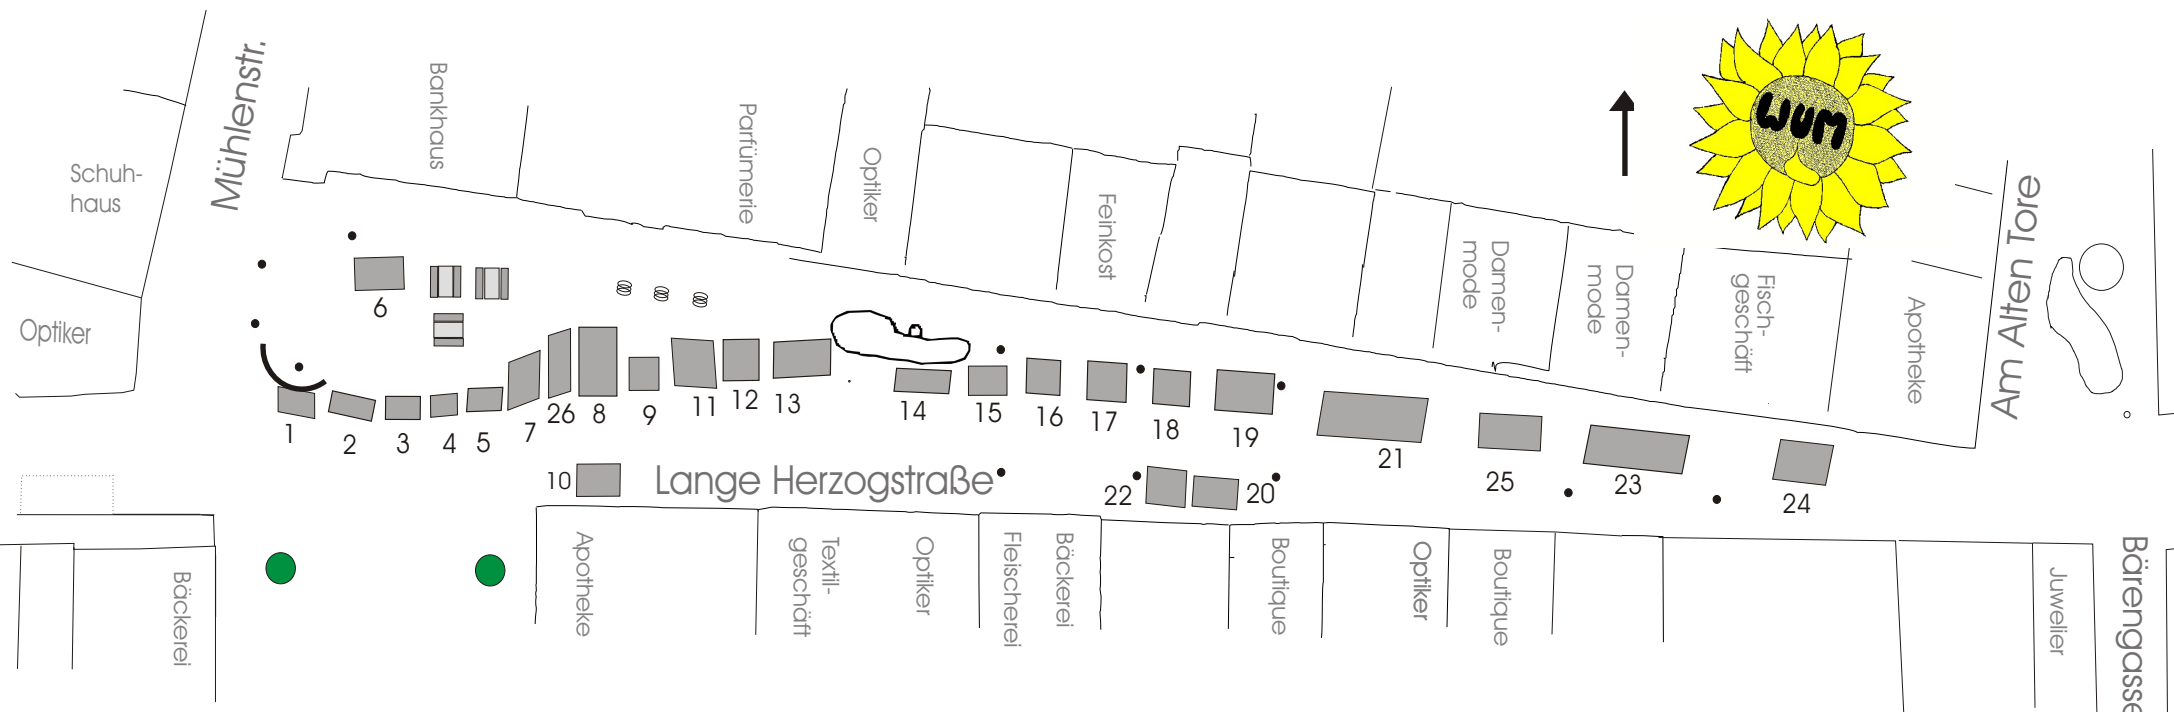 Mühlenstr.
Bankhaus
Parfümerie
Optiker
Feinkost
Damen-
mode
Damen-
mode
Fisch-
geschäft
Apotheke
Am Alten Tore
WUM
Schuh-
haus
Optiker
6
1
2
3
4
5
7
26
8
9
11
12
13
14
15
16
17
18
19
21
25
23
24
10
Lange Herzogstraße
22
20
Bäckerei
Apotheke
Textil-
geschäft
Optiker
Fleischerei
Bäckerei
Boutique
Optiker
Boutique
Juwelier
Bärengasse